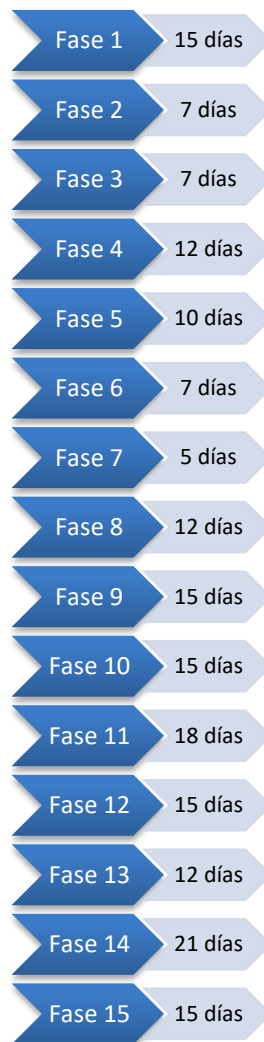 Fase 1 15 días
Fase 2 7 días
Fase 3 7 días
Fase 4 12 días
Fase 5 10 días
Fase 6 7 días
Fase 7 5 días
Fase 8 12 días
Fase 9 15 días
Fase 10 15 días
Fase 11 18 días
Fase 12 15 días
Fase 13 12 días
Fase 14 21 días
Fase 15 15 días